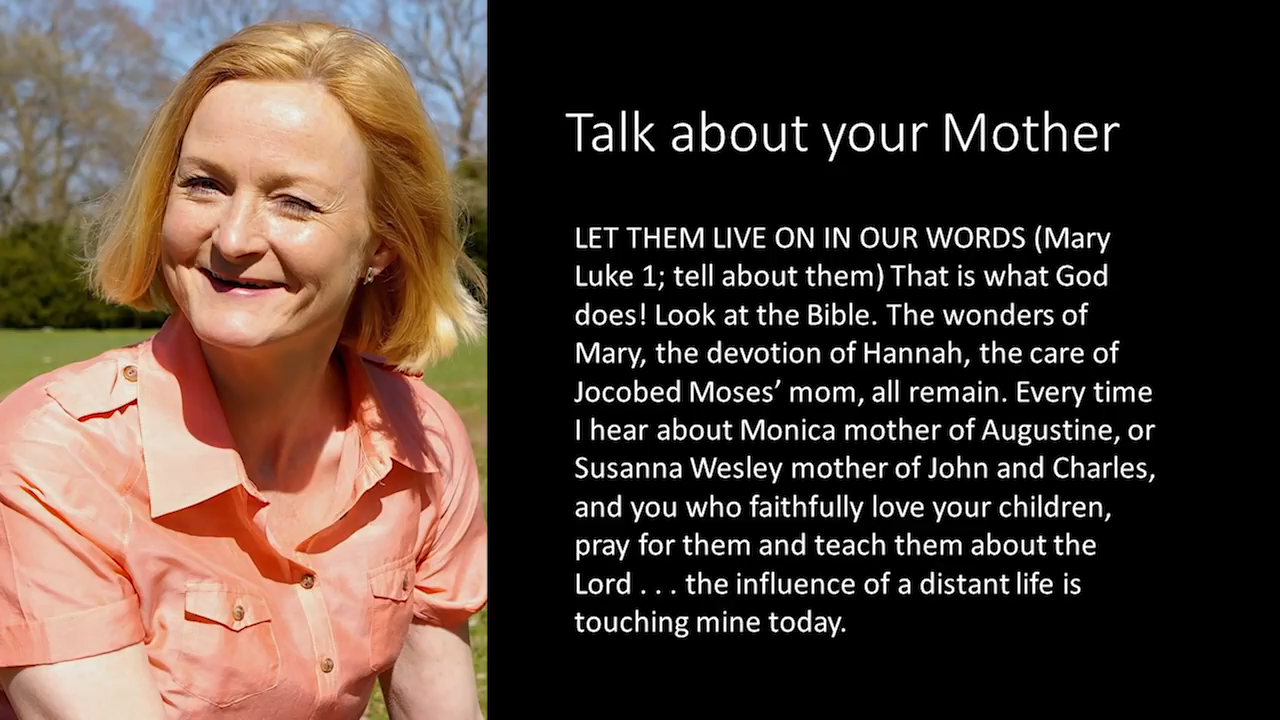 Talk about your Mother
LET THEM LIVE ON IN OUR WORDS (Mary
Luke 1; tell about them) That is what God
does! Look at the Bible. The wonders of
Mary, the devotion of Hannah, the care of
Jocobed Moses’ mom, all remain. Every time
I hear about Monica mother of Augustine, or
Susanna Wesley mother of John and Charles,
and you who faithfully love your children,
pray for them and teach them about the
Lord . . . the influence of a distant life is
touching mine today.